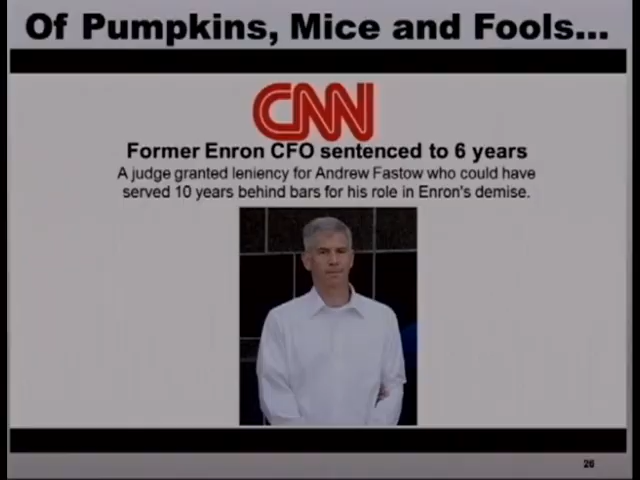 Of Pumpkins, Mice and Fools...
CNN
Former Enron CFO sentenced to 6 years
A judge granted leniency for Andrew Fastow who could have
served 10 years behind bars for his role in Enron's demise.
26